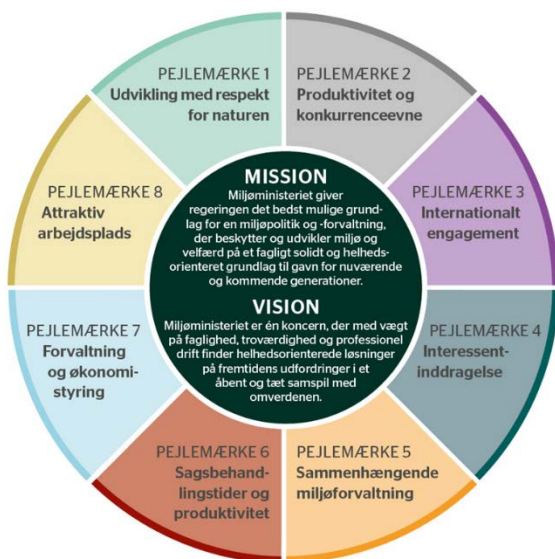 PEJLEMÆRKE 1
Udvikling med respekt
for naturen
PEJLEMÆRKE 2
Produktivitet og
konkurrenceevne
PEJLEMÆRKE 3
Internationalt
engagement
PEJLEMÆRKE 4
Interessent-
inddragelse
PEJLEMÆRKE 5
Sammenhængende
miljøforvaltning
PEJLEMÆRKE 6
Sagsbehand-
lingstider og
produktivitet
PEJLEMÆRKE 7
Forvaltning
og økonomi-
styring
PEJLEMÆRKE 8
Attraktiv
arbejdsplads
MISSION
Miljøministeriet giver
regeringen det bedst mulige grund-
lag for en miljøpolitik og -forvaltning,
der beskytter og udvikler miljø og
velfærd på et fagligt solidt og helheds-
orienteret grundlag til gavn for nuværende
og kommende generationer.
VISION
Miljøministeriet er én koncern, der med vægt
på faglighed, troværdighed og professionel
drift finder helhedsorienterede løsninger
på fremtidens udfordringer i et
åbent og tæt samspil med
omverdenen.